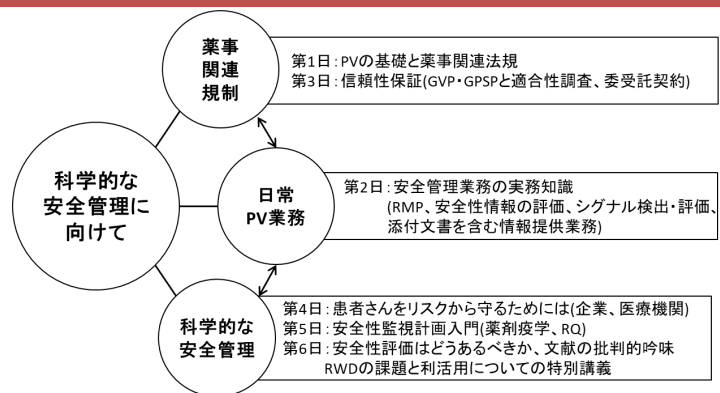 薬事
関連
規制
第1日：PVの基礎と薬事関連法規
第3日：信頼性保証(GVP・GPSPと適合性調査、委受託契約)
科学的な
安全管理に
向けて
日常
PV業務
第2日：安全管理業務の実務知識
(RMP、安全性情報の評価、シグナル検出・評価、
添付文書を含む情報提供業務)
科学的な
安全管理
第4日：患者さんをリスクから守るためには(企業、医療機関)
第5日：安全性監視計画入門(薬剤疫学、RQ)
第6日：安全性評価はどうあるべきか、文献の批判的吟味
RWDの課題と利活用についての特別講義